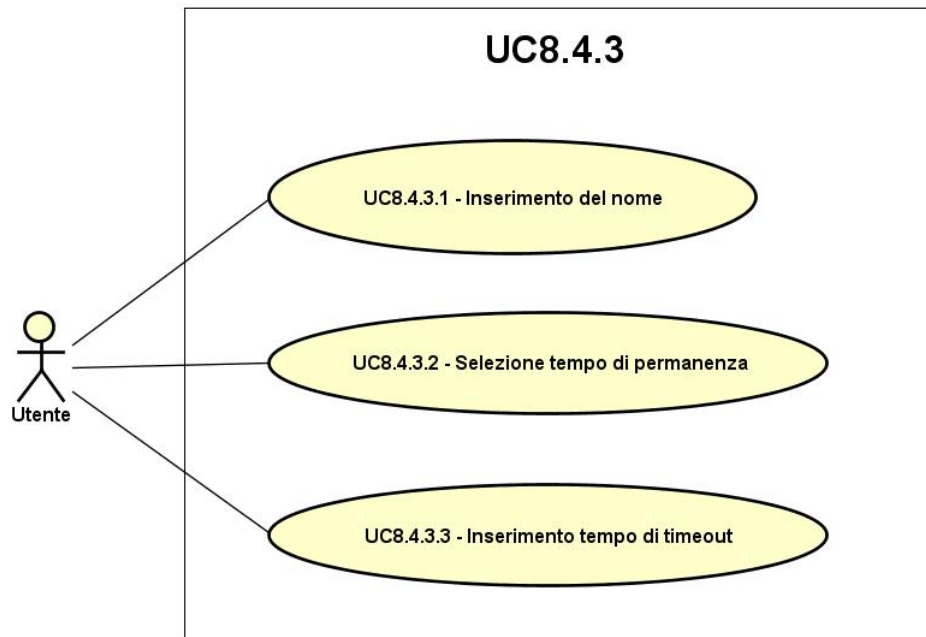 UC8.4.3
UC8.4.3.1 - Inserimento del nome
UC8.4.3.2 - Selezione tempo di permanenza
Utente
UC8.4.3.3 - Inserimento tempo di timeout